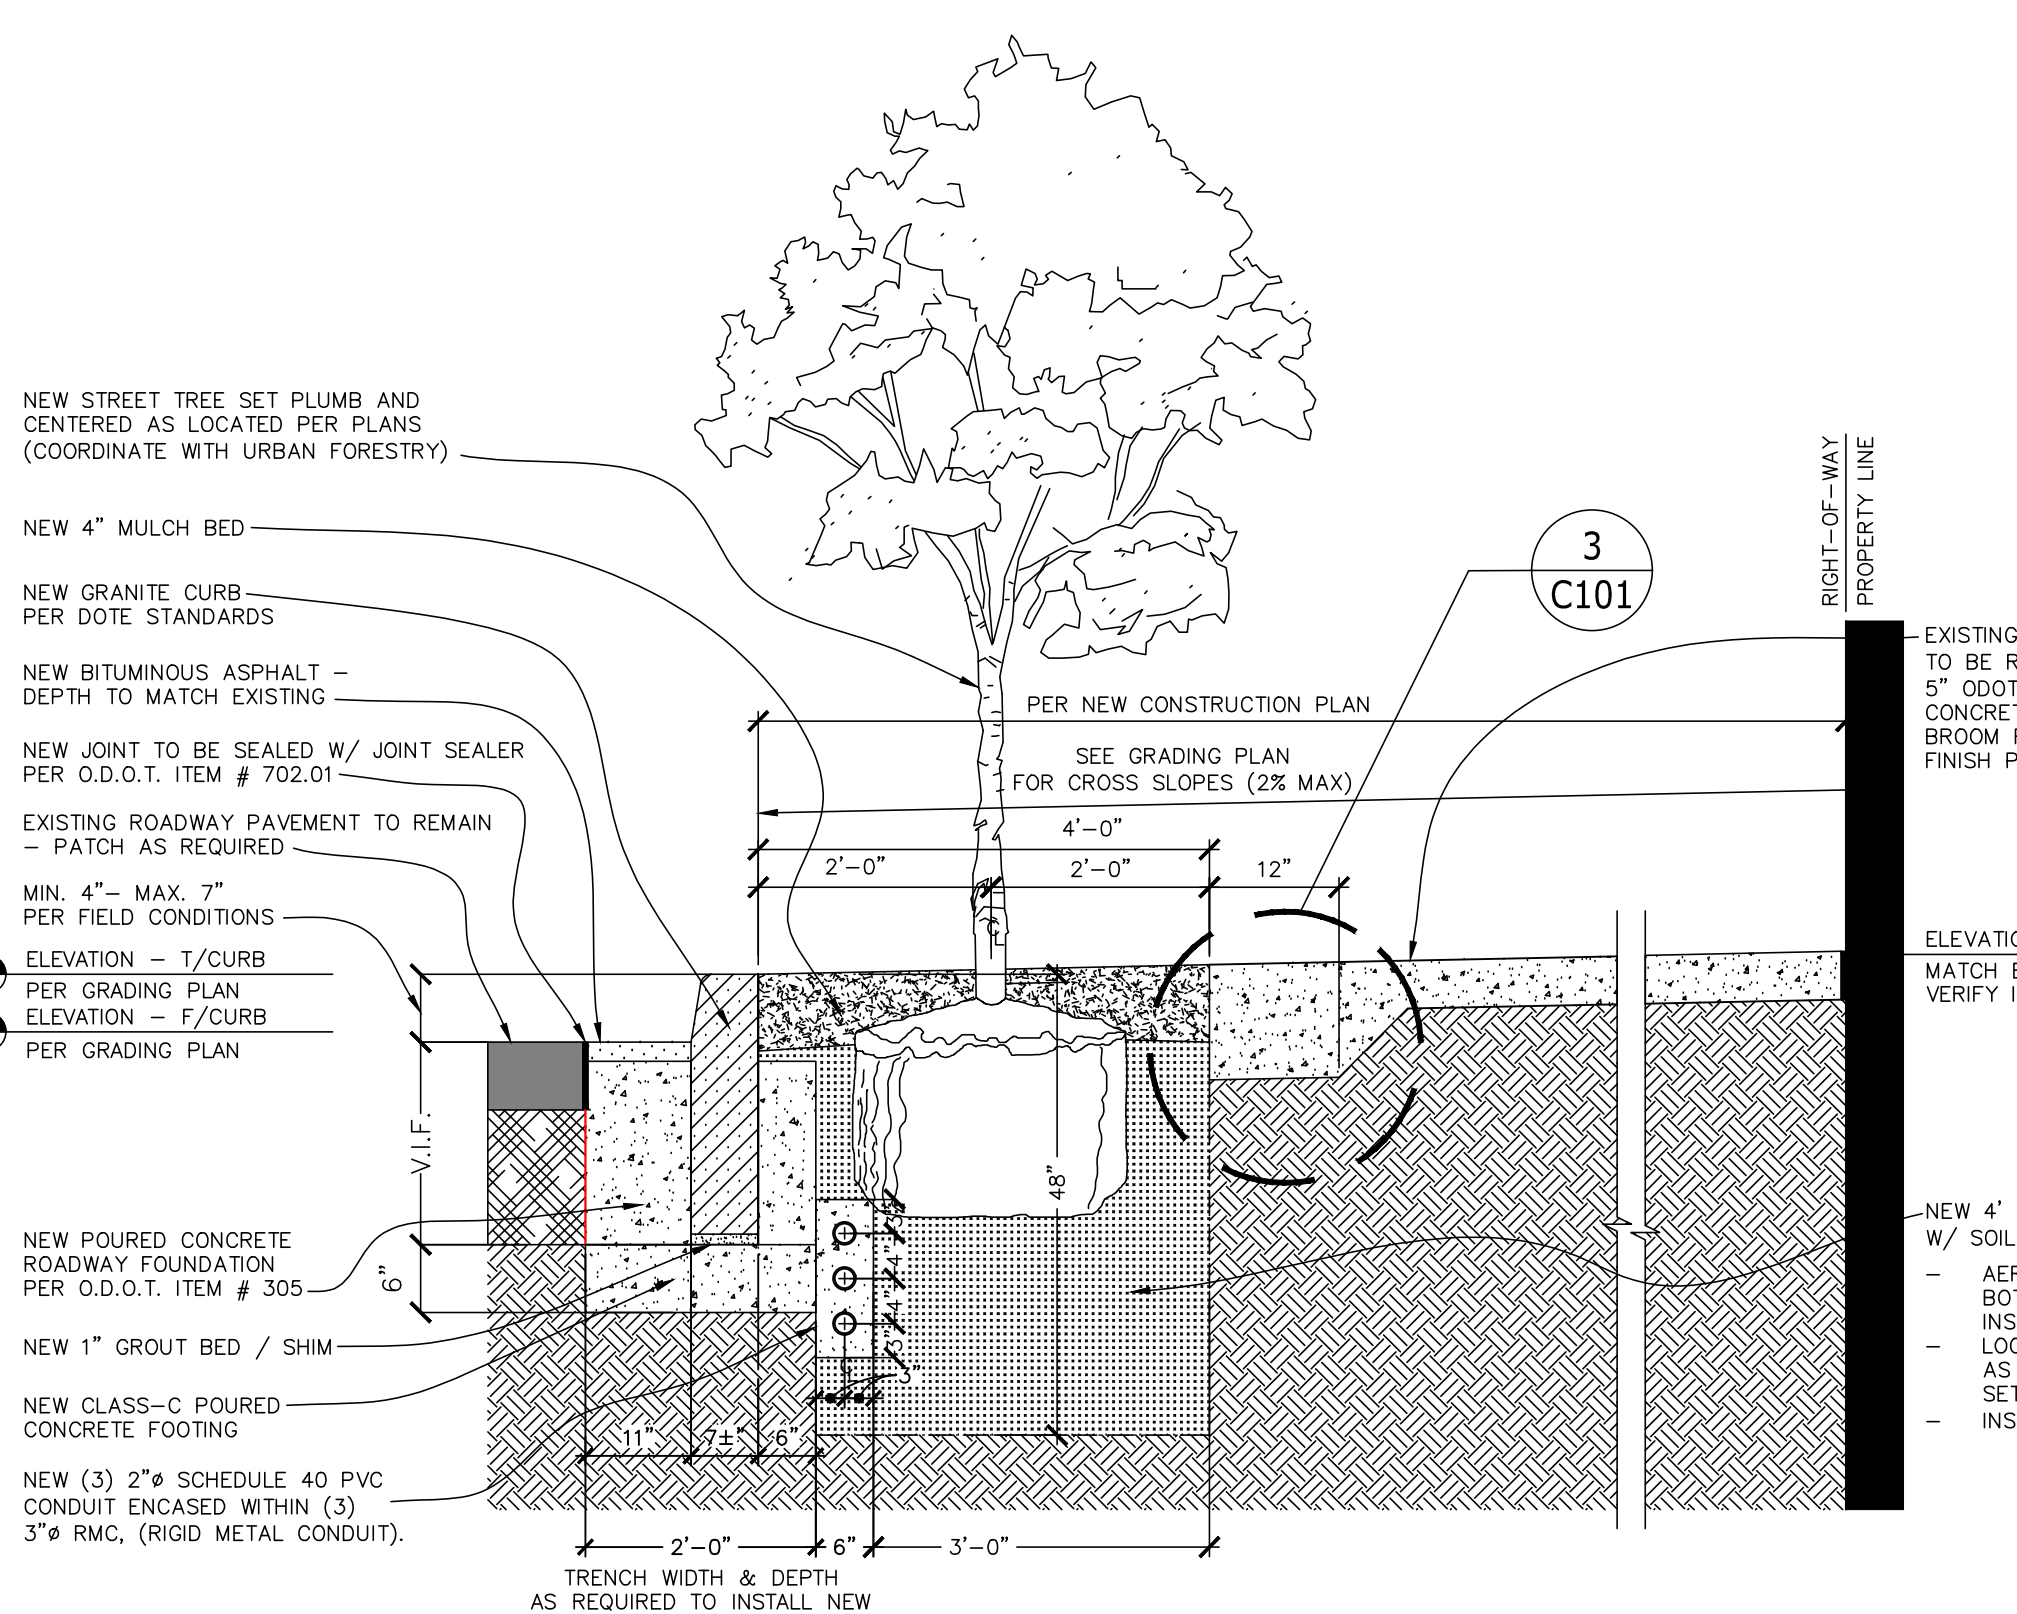 NEW STREET TREE SET PLUMB AND
CENTERED AS LOCATED PER PLANS
(COORDINATE WITH URBAN FORESTRY)
NEW 4” MULCH BED
NEW GRANITE CURB
PER DOTE STANDARDS
NEW BITUMINOUS ASPHALT –
DEPTH TO MATCH EXISTING
NEW JOINT TO BE SEALED W/ JOINT SEALER
PER O.D.O.T. ITEM # 702.01
EXISTING ROADWAY PAVEMENT TO REMAIN
– PATCH AS REQUIRED
MIN. 4”– MAX. 7”
PER FIELD CONDITIONS
ELEVATION – T/CURB
PER GRADING PLAN
ELEVATION – F/CURB
PER GRADING PLAN
V.I.F.
6”
NEW POURED CONCRETE
ROADWAY FOUNDATION
PER O.D.O.T. ITEM # 305
NEW 1” GROUT BED / SHIM
NEW CLASS–C POURED
CONCRETE FOOTING
NEW (3) 2”ø SCHEDULE 40 PVC
CONDUIT ENCASED WITHIN (3)
3”ø RMC, (RIGID METAL CONDUIT).
3
C101
RIGHT–OF–WAY
PROPERTY LINE
PER NEW CONSTRUCTION PLAN
SEE GRADING PLAN
FOR CROSS SLOPES (2% MAX)
4’–0”
2’–0”
2’–0”
12”
CL
48”
3”
4”
4”
3”
CL
3”
11”
7±”
6”
2’–0”
6”
3’–0”
TRENCH WIDTH & DEPTH
AS REQUIRED TO INSTALL NEW
EXISTING
TO BE R
5” ODOT
CONCRET
BROOM F
FINISH P
ELEVATIO
MATCH E
VERIFY I
NEW 4’
W/ SOIL
– AER
BOT
INS
– LOC
AS
SET
– INS